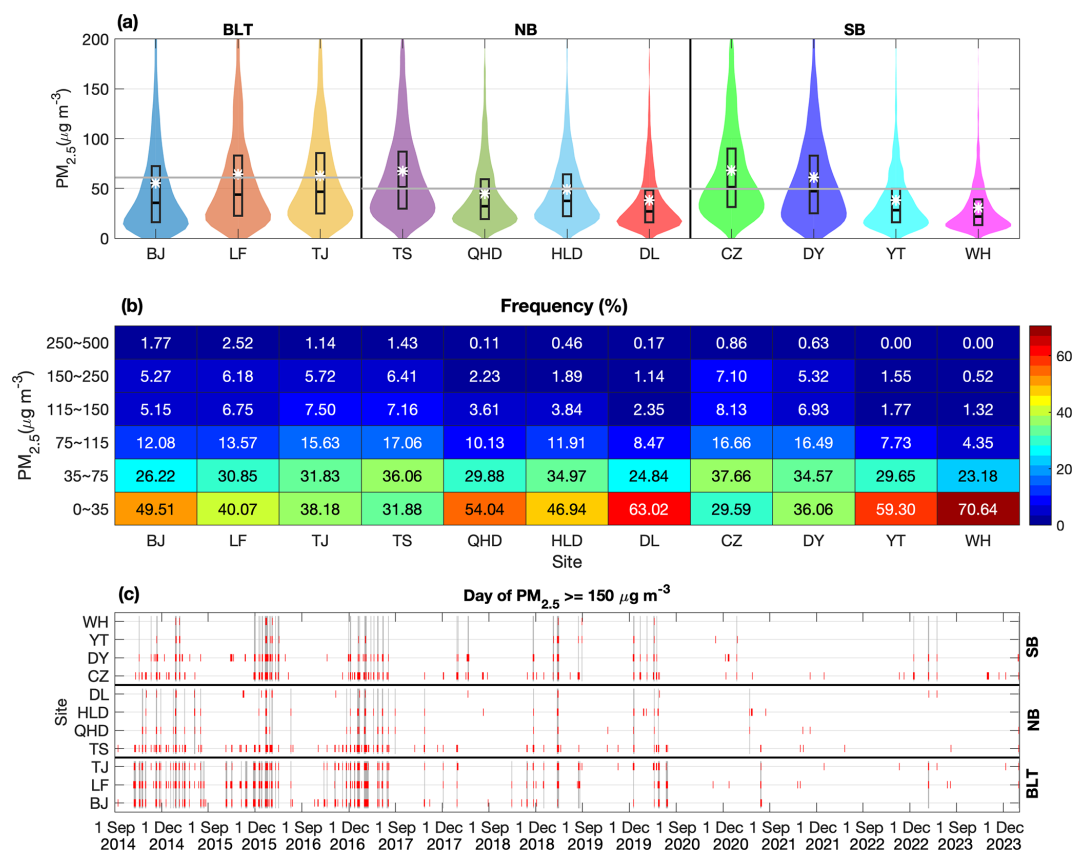 (a)
BLT NB SB
200
150
100
50
0
PM2.5(μg m-3)
BJ LF TJ TS QHD HLD DL CZ DY YT WH
(b) Frequency (%)
PM2.5(μg m-3)
250~500 1.77 2.52 1.14 1.43 0.11 0.46 0.17 0.86 0.63 0.00 0.00
150~250 5.27 6.18 5.72 6.41 2.23 1.89 1.14 7.10 5.32 1.55 0.52
115~150 5.15 6.75 7.50 7.16 3.61 3.84 2.35 8.13 6.93 1.77 1.32
75~115 12.08 13.57 15.63 17.06 10.13 11.91 8.47 16.66 16.49 7.73 4.35
35~75 26.22 30.85 31.83 36.06 29.88 34.97 24.84 37.66 34.57 29.65 23.18
0~35 49.51 40.07 38.18 31.88 54.04 46.94 63.02 29.59 36.06 59.30 70.64
BJ LF TJ TS QHD HLD DL CZ DY YT WH
Site
60
40
20
0
(c) Day of PM2.5 >= 150 μg m-3
Site
WH
YT
DY
CZ
SB
DL
HLD
QHD
TS
NB
TJ
LF
BJ
BLT
1 Sep 1 Dec 1 Sep 1 Dec 1 Sep 1 Dec 1 Sep 1 Dec 1 Sep 1 Dec 1 Sep 1 Dec 1 Sep 1 Dec 1 Sep 1 Dec 1 Sep 1 Dec 1 Sep 1 Dec
2014 2014 2015 2015 2016 2016 2017 2017 2018 2018 2019 2019 2020 2020 2021 2021 2022 2022 2023 2023